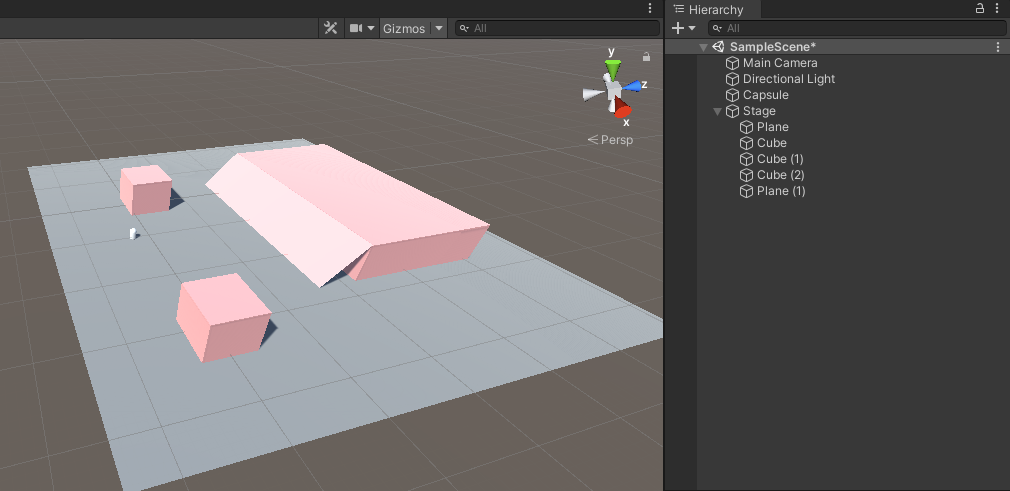 Hierarchy
Gizmos
All
All
SampleScene*
Main Camera
Directional Light
Capsule
Stage
Plane
Cube
Cube (1)
Cube (2)
Plane (1)
y
z
x
Persp